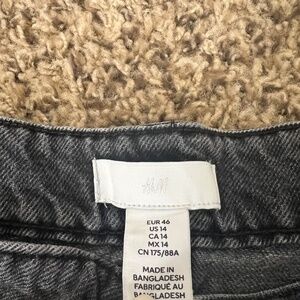 H&M
EUR 46
US 14
CA 14
MX 14
CN 175/88A
MADE IN
BANGLADESH
FABRIQUÉ AU
BANGLADESH